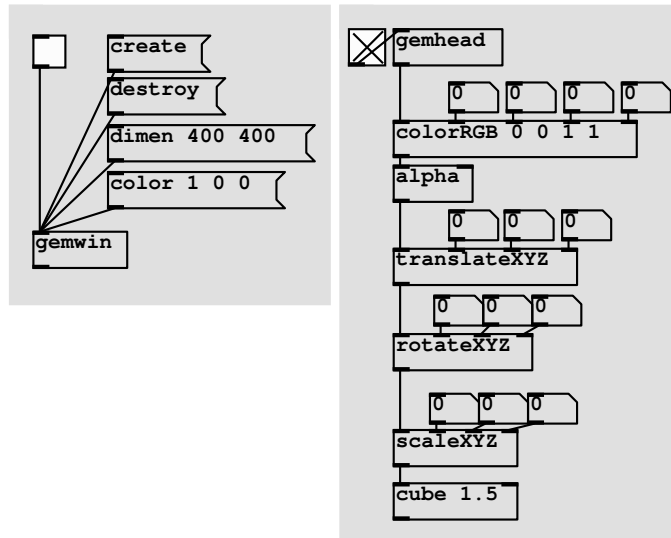 create
destroy
dimen 400 400
color 1 0 0
gemwin
gemhead
0 0 0 0
colorRGB 0 0 1 1
alpha
0 0 0
translateXYZ
0 0 0
rotateXYZ
0 0 0
scaleXYZ
cube 1.5